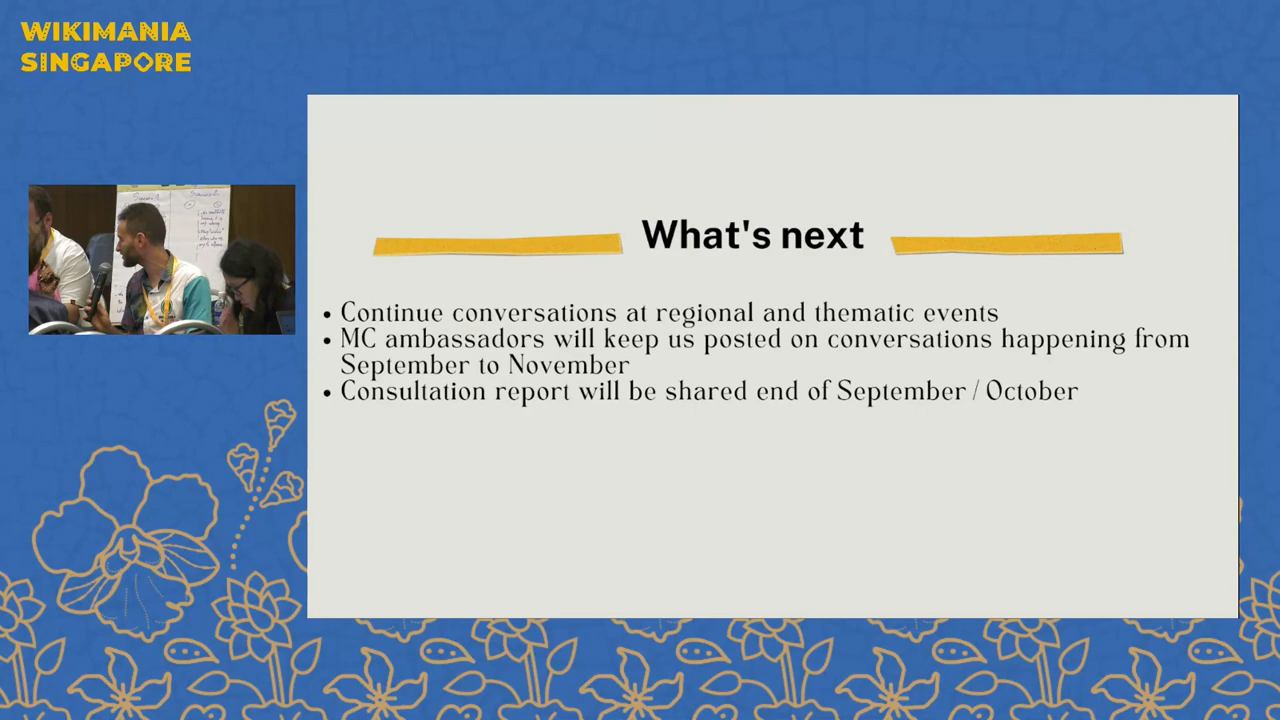 WIKIMANIA
SINGAPORE
What's next
• Continue conversations at regional and thematic events
• MC ambassadors will keep us posted on conversations happening from
September to November
• Consultation report will be shared end of September / October